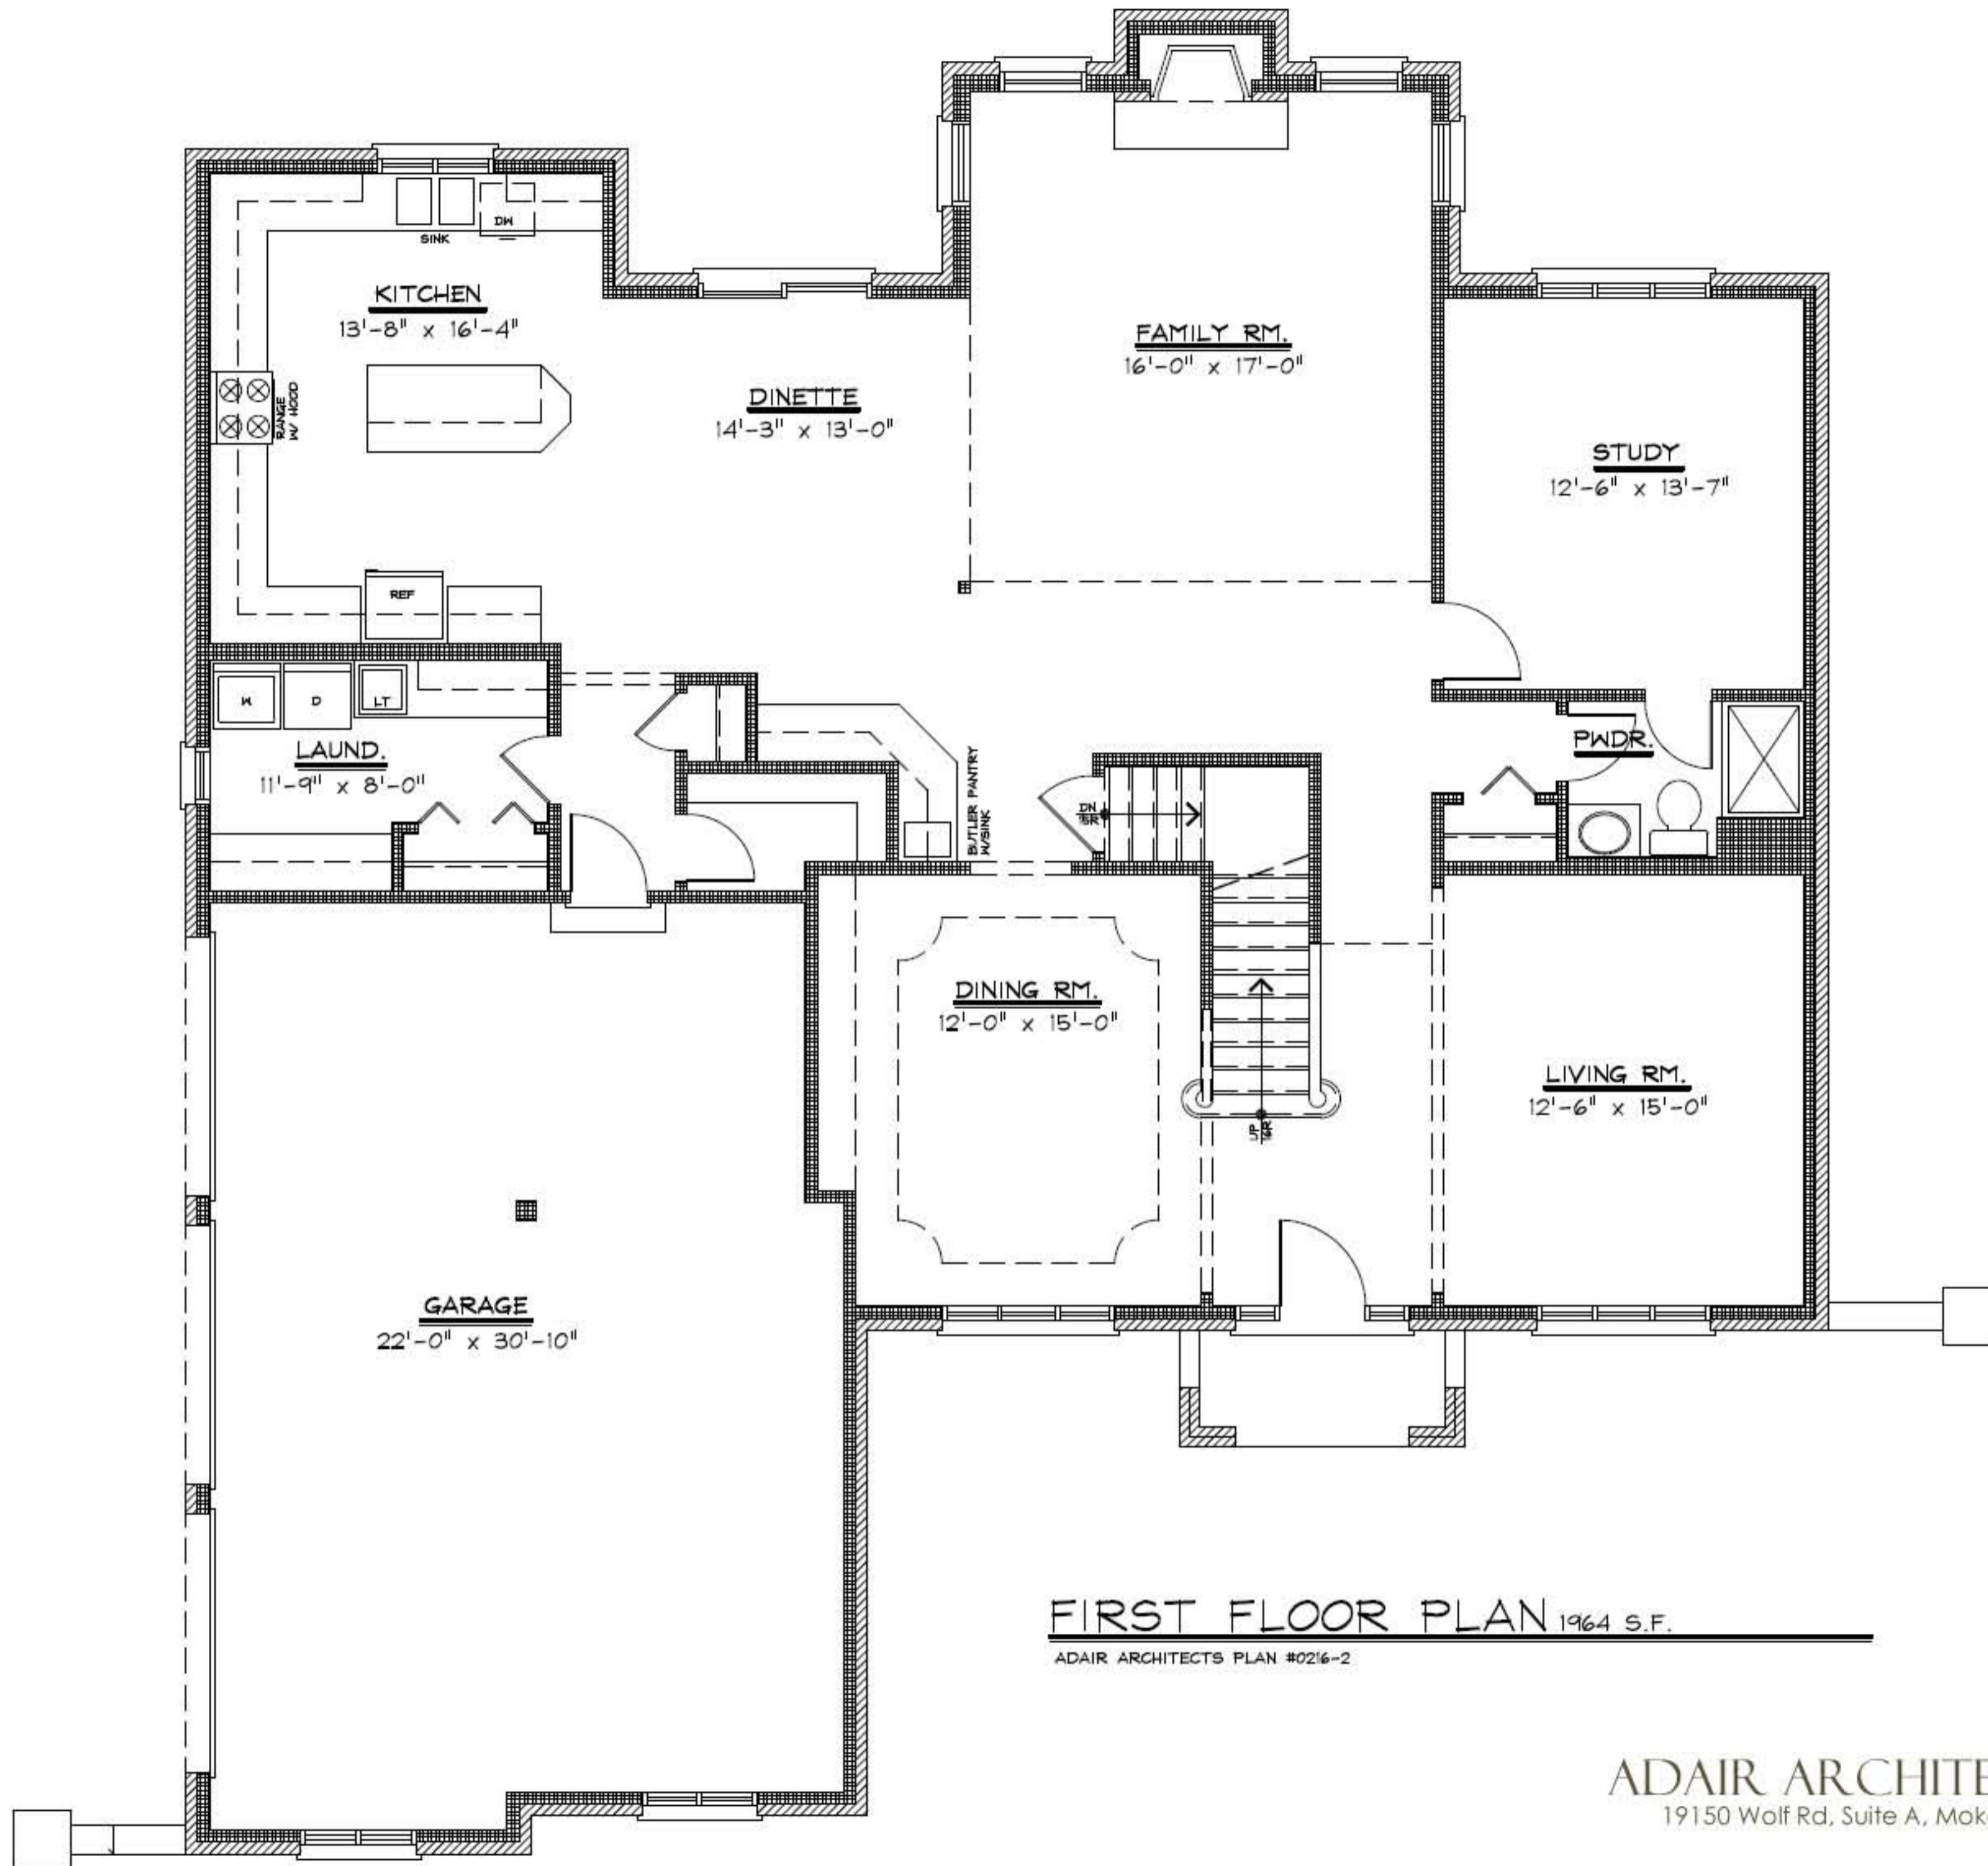 KITCHEN
13'-8" x 16'-4"
SINK
DW
RANGE
W/ HOOD
REF
DINETTE
14'-3" x 13'-0"
FAMILY RM.
16'-0" x 17'-0"
STUDY
12'-6" x 13'-7"
W
D
LT
LAUND.
11'-9" x 8'-0"
BUTLER PANTRY
W/SINK
DN
15R
PWDR.
DINING RM.
12'-0" x 15'-0"
UP
16R
LIVING RM.
12'-6" x 15'-0"
GARAGE
22'-0" x 30'-10"
FIRST FLOOR PLAN 1964 S.F.
ADAIR ARCHITECTS PLAN #0216-2
ADAIR ARCHITE
19150 Wolf Rd, Suite A, Mok